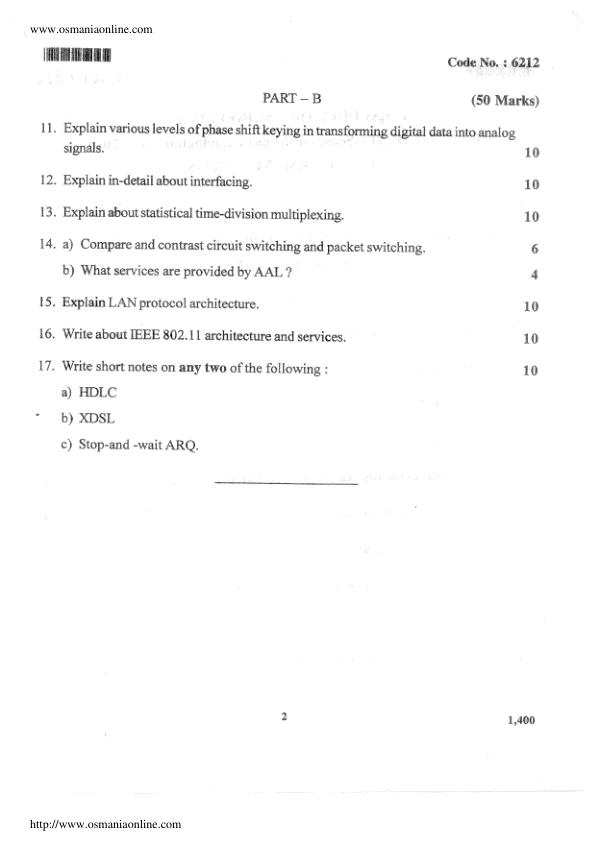 www.osmaniaonline.com
Code No. : 6212
PART – B
(50 Marks)
11. Explain various levels of phase shift keying in transforming digital data into analog
signals. 10
12. Explain in-detail about interfacing. 10
13. Explain about statistical time-division multiplexing. 10
14. a) Compare and contrast circuit switching and packet switching. 6
b) What services are provided by AAL ? 4
15. Explain LAN protocol architecture. 10
16. Write about IEEE 802.11 architecture and services. 10
17. Write short notes on any two of the following : 10
a) HDLC
b) XDSL
c) Stop-and -wait ARQ.
2
1,400
http://www.osmaniaonline.com